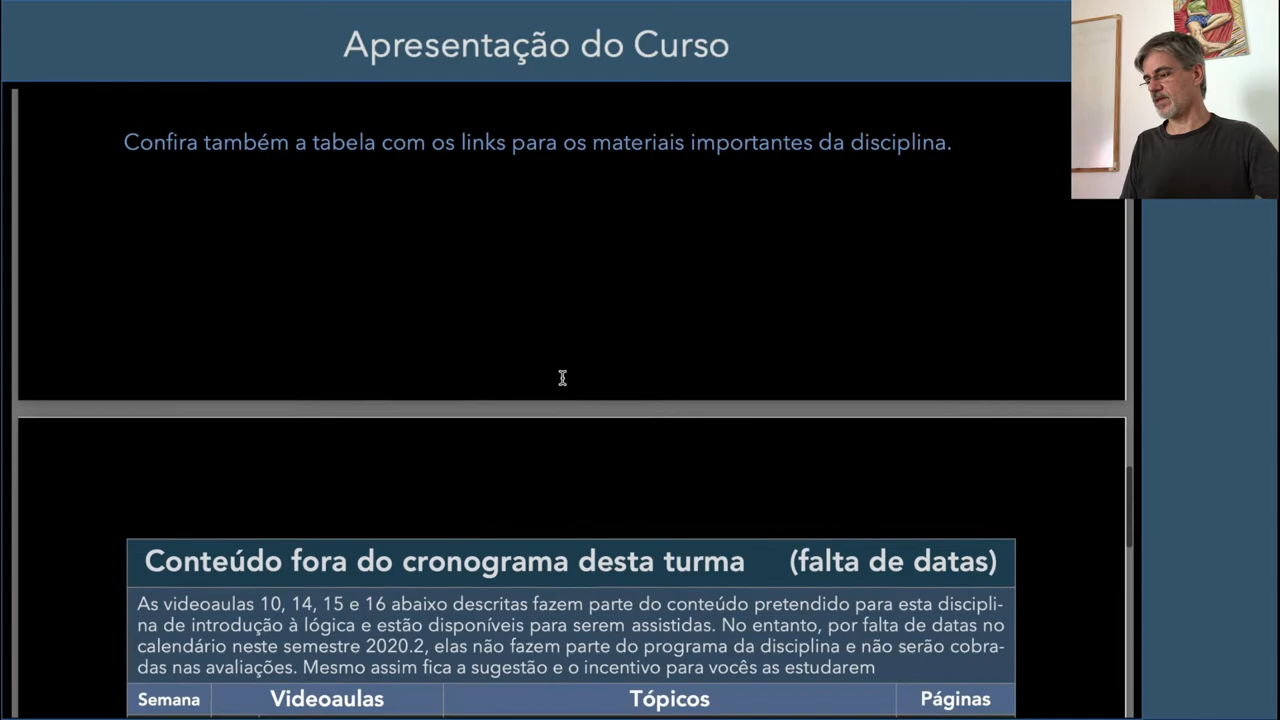 Apresentação do Curso
Confira também a tabela com os links para os materiais importantes da disciplina.
Conteúdo fora do cronograma desta turma (falta de datas)
As videoaulas 10, 14, 15 e 16 abaixo descritas fazem parte do conteúdo pretendido para esta discipli-
na de introdução à lógica e estão disponíveis para serem assistidas. No entanto, por falta de datas no
calendário neste semestre 2020.2, elas não fazem parte do programa da disciplina e não serão cobra-
das nas avaliações. Mesmo assim fica a sugestão e o incentivo para vocês as estudarem
Semana Videoaulas Tópicos Páginas